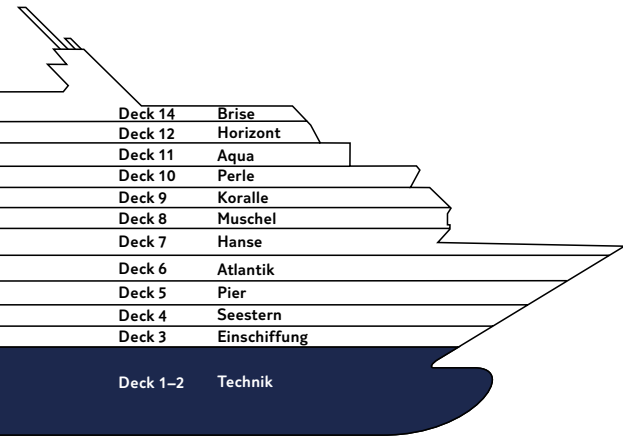 Deck 14 Brise
Deck 12 Horizont
Deck 11 Aqua
Deck 10 Perle
Deck 9 Koralle
Deck 8 Muschel
Deck 7 Hanse
Deck 6 Atlantik
Deck 5 Pier
Deck 4 Seestern
Deck 3 Einschiffung
Deck 1–2 Technik